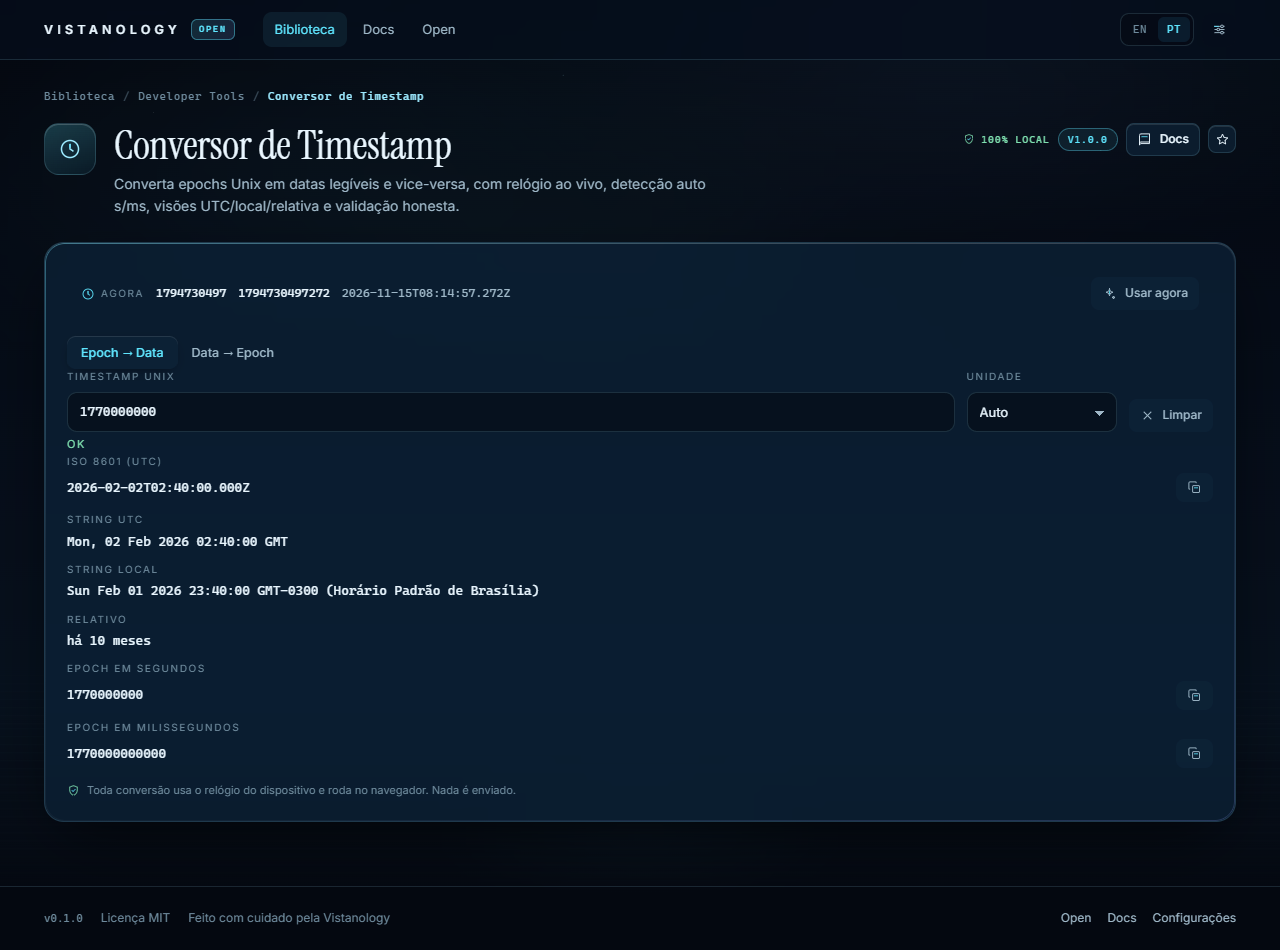 VISTANOLOGY OPEN Biblioteca Docs Open EN PT
Biblioteca / Developer Tools / Conversor de Timestamp
Conversor de Timestamp
100% LOCAL V1.0.0 Docs
Converta epochs Unix em datas legíveis e vice-versa, com relógio ao vivo, detecção auto
s/ms, visões UTC/local/relativa e validação honesta.
AGORA 1794730497 1794730497272 2026-11-15T08:14:57.272Z Usar agora
Epoch → Data Data → Epoch
TIMESTAMP UNIX UNIDADE
1770000000 Auto Limpar
OK
ISO 8601 (UTC)
2026-02-02T02:40:00.000Z
STRING UTC
Mon, 02 Feb 2026 02:40:00 GMT
STRING LOCAL
Sun Feb 01 2026 23:40:00 GMT-0300 (Horário Padrão de Brasília)
RELATIVO
há 10 meses
EPOCH EM SEGUNDOS
1770000000
EPOCH EM MILISSEGUNDOS
1770000000000
Toda conversão usa o relógio do dispositivo e roda no navegador. Nada é enviado.
v0.1.0 Licença MIT Feito com cuidado pela Vistanology Open Docs Configurações